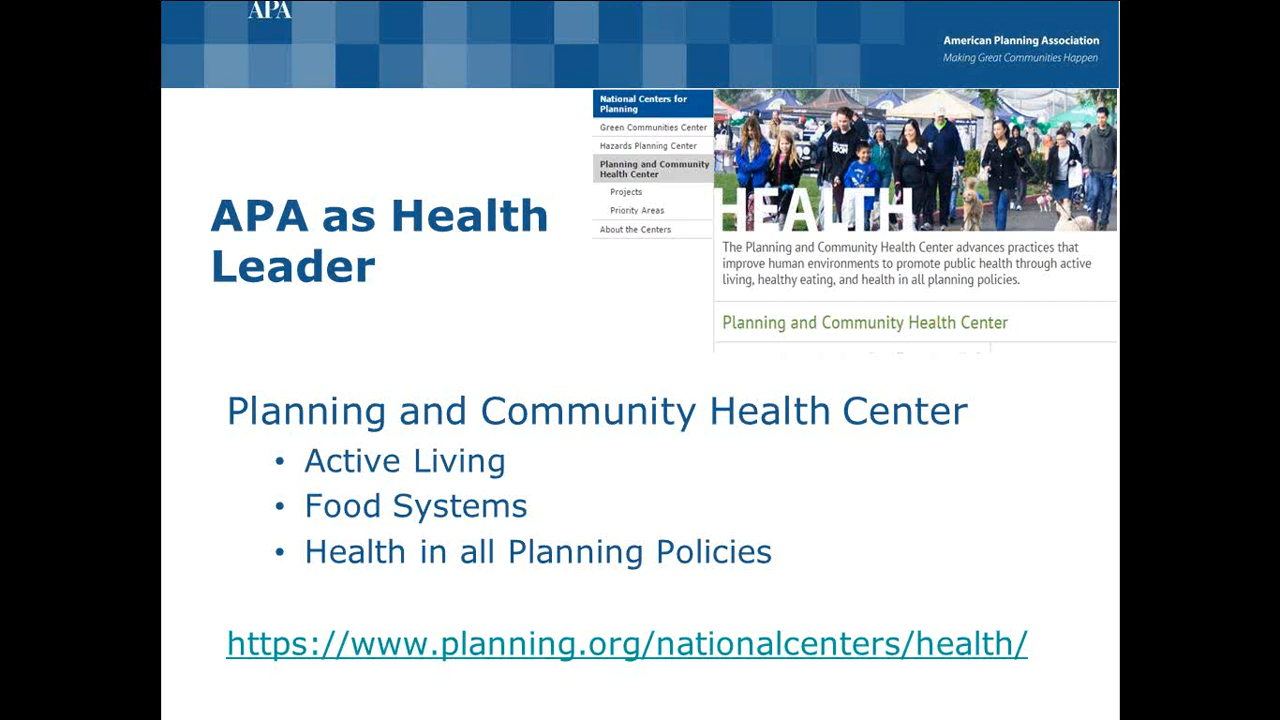 APA
American Planning Association
Making Great Communities Happen
National Centers for
Planning
Green Communities Center
Hazards Planning Center
Planning and Community
Health Center
Projects
Priority Areas
About the Centers
HEALTH
The Planning and Community Health Center advances practices that
improve human environments to promote public health through active
living, healthy eating, and health in all planning policies.
Planning and Community Health Center
APA as Health
Leader
Planning and Community Health Center
• Active Living
• Food Systems
• Health in all Planning Policies
https://www.planning.org/nationalcenters/health/